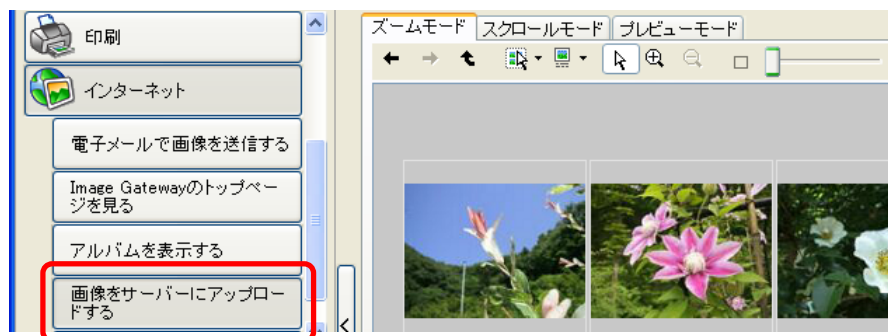 印刷
インターネット
電子メールで画像を送信する
Image Gatewayのトップペー
ジを見る
アルバムを表示する
画像をサーバーにアップロー
ドする
ズームモード スクロールモード プレビューモード